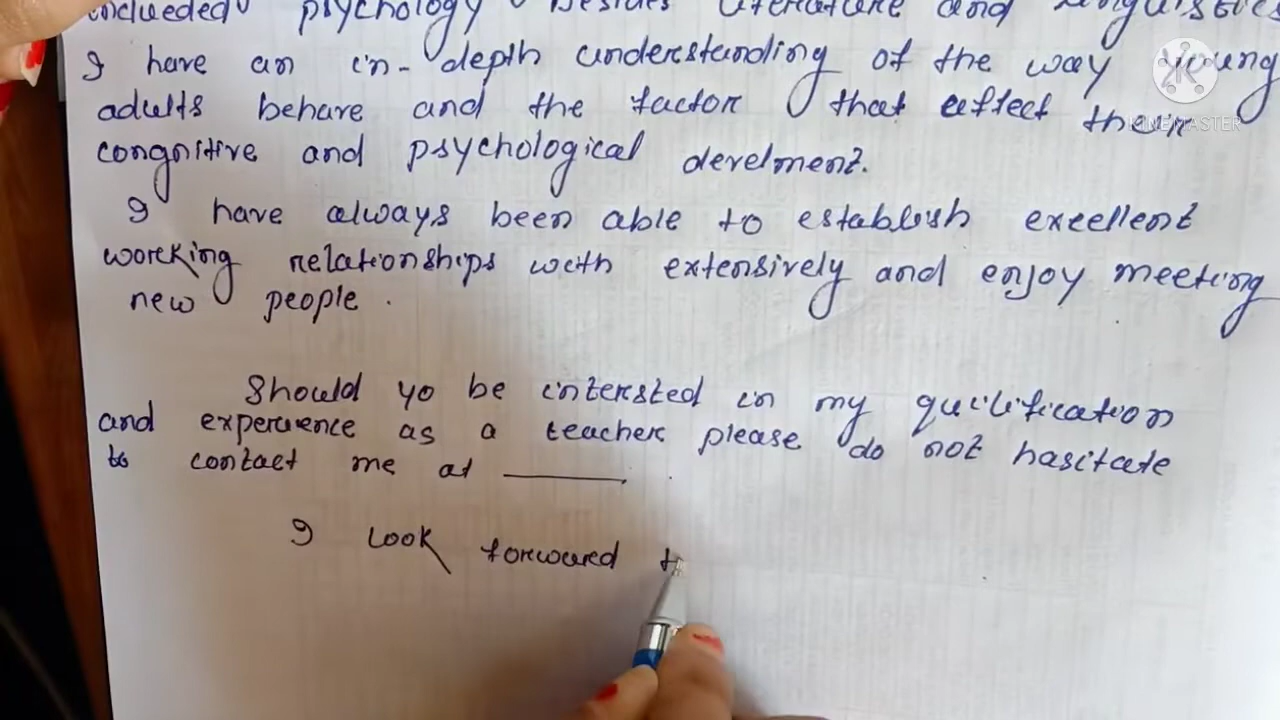 included psychology besides literature and linguistics
I have an in-depth understanding of the way young
adults behave and the factor that effect their
congnitive and psychological develment.
I have always been able to establish excellent
working relationships with extensively and enjoy meeting
new people.
Should yo be intersted in my qulification
and experience as a teacher please do not hasitate
to contact me at ______.
I Look forward t
KINEMASTER